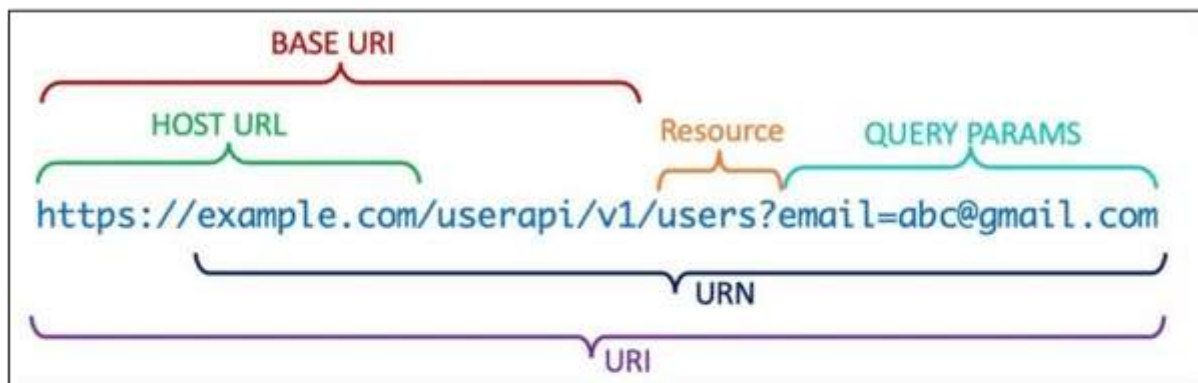 BASE URI
HOST URL
Resource
QUERY PARAMS
https://example.com/userapi/v1/users?email=abc@gmail.com
URN
URI